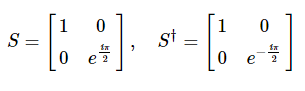 S = [ 1 0 ; 0 e^{iπ/2} ] , S† = [ 1 0 ; 0 e^{-iπ/2} ]